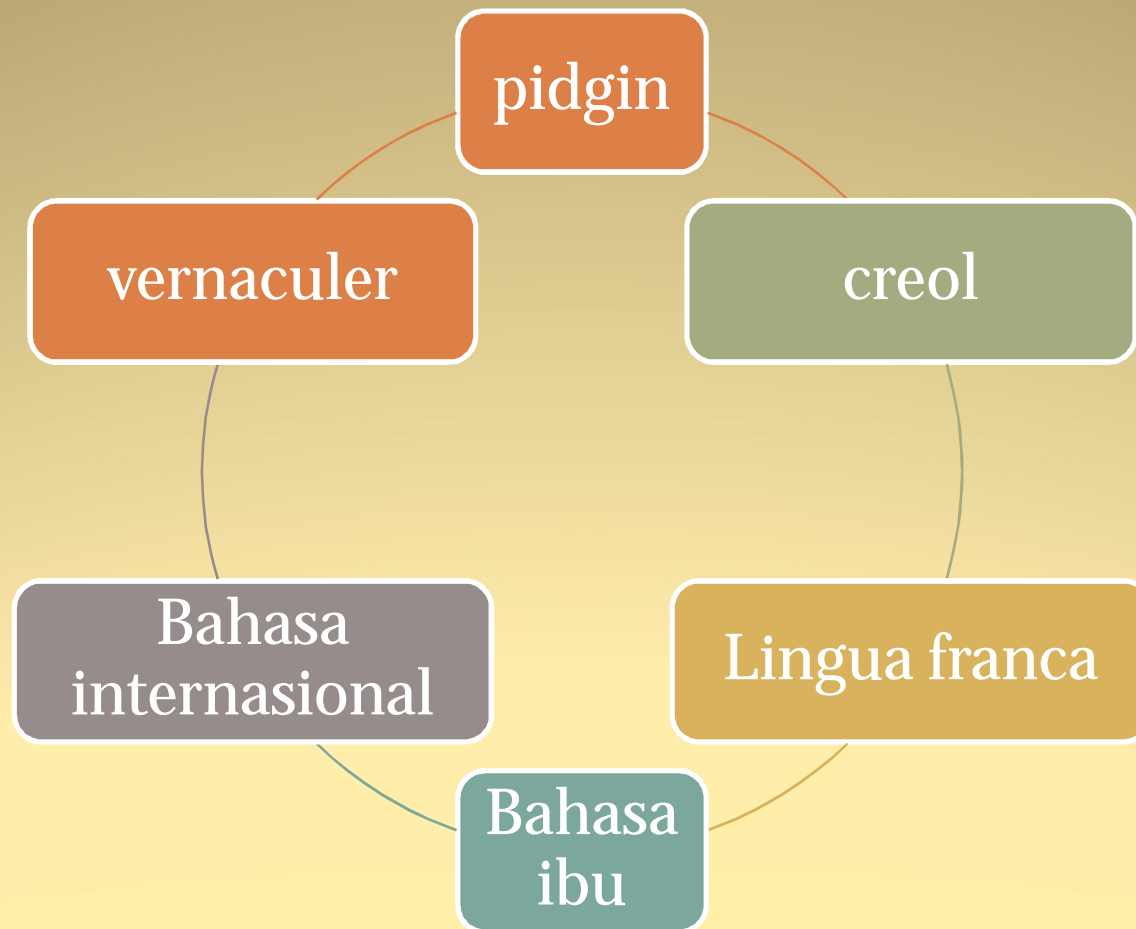 pidgin
vernaculer
creol
Bahasa
internasional
Lingua franca
Bahasa
ibu